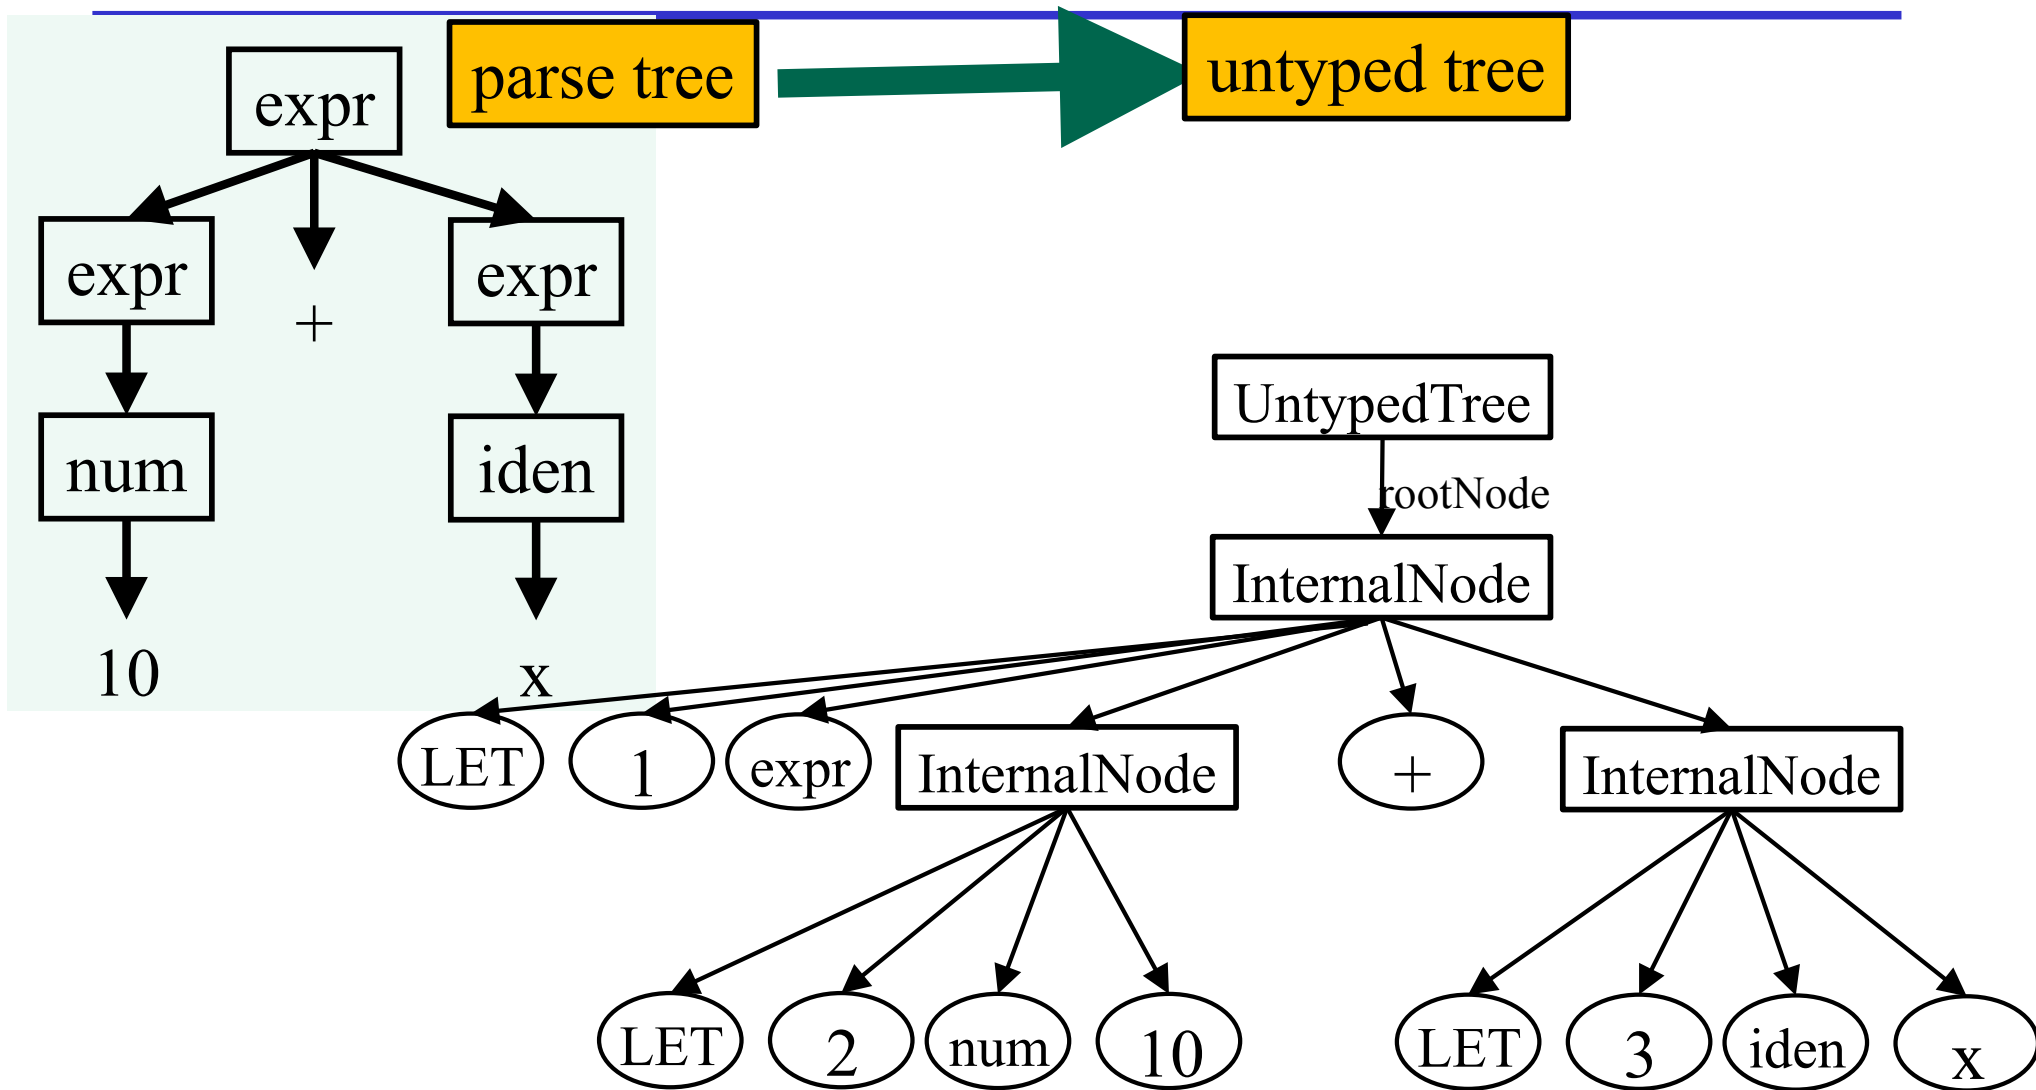 parse tree
untyped tree
expr
expr
+
expr
num
iden
10
x
UntypedTree
rootNode
InternalNode
LET
1
expr
InternalNode
+
InternalNode
LET
2
num
10
LET
3
iden
x